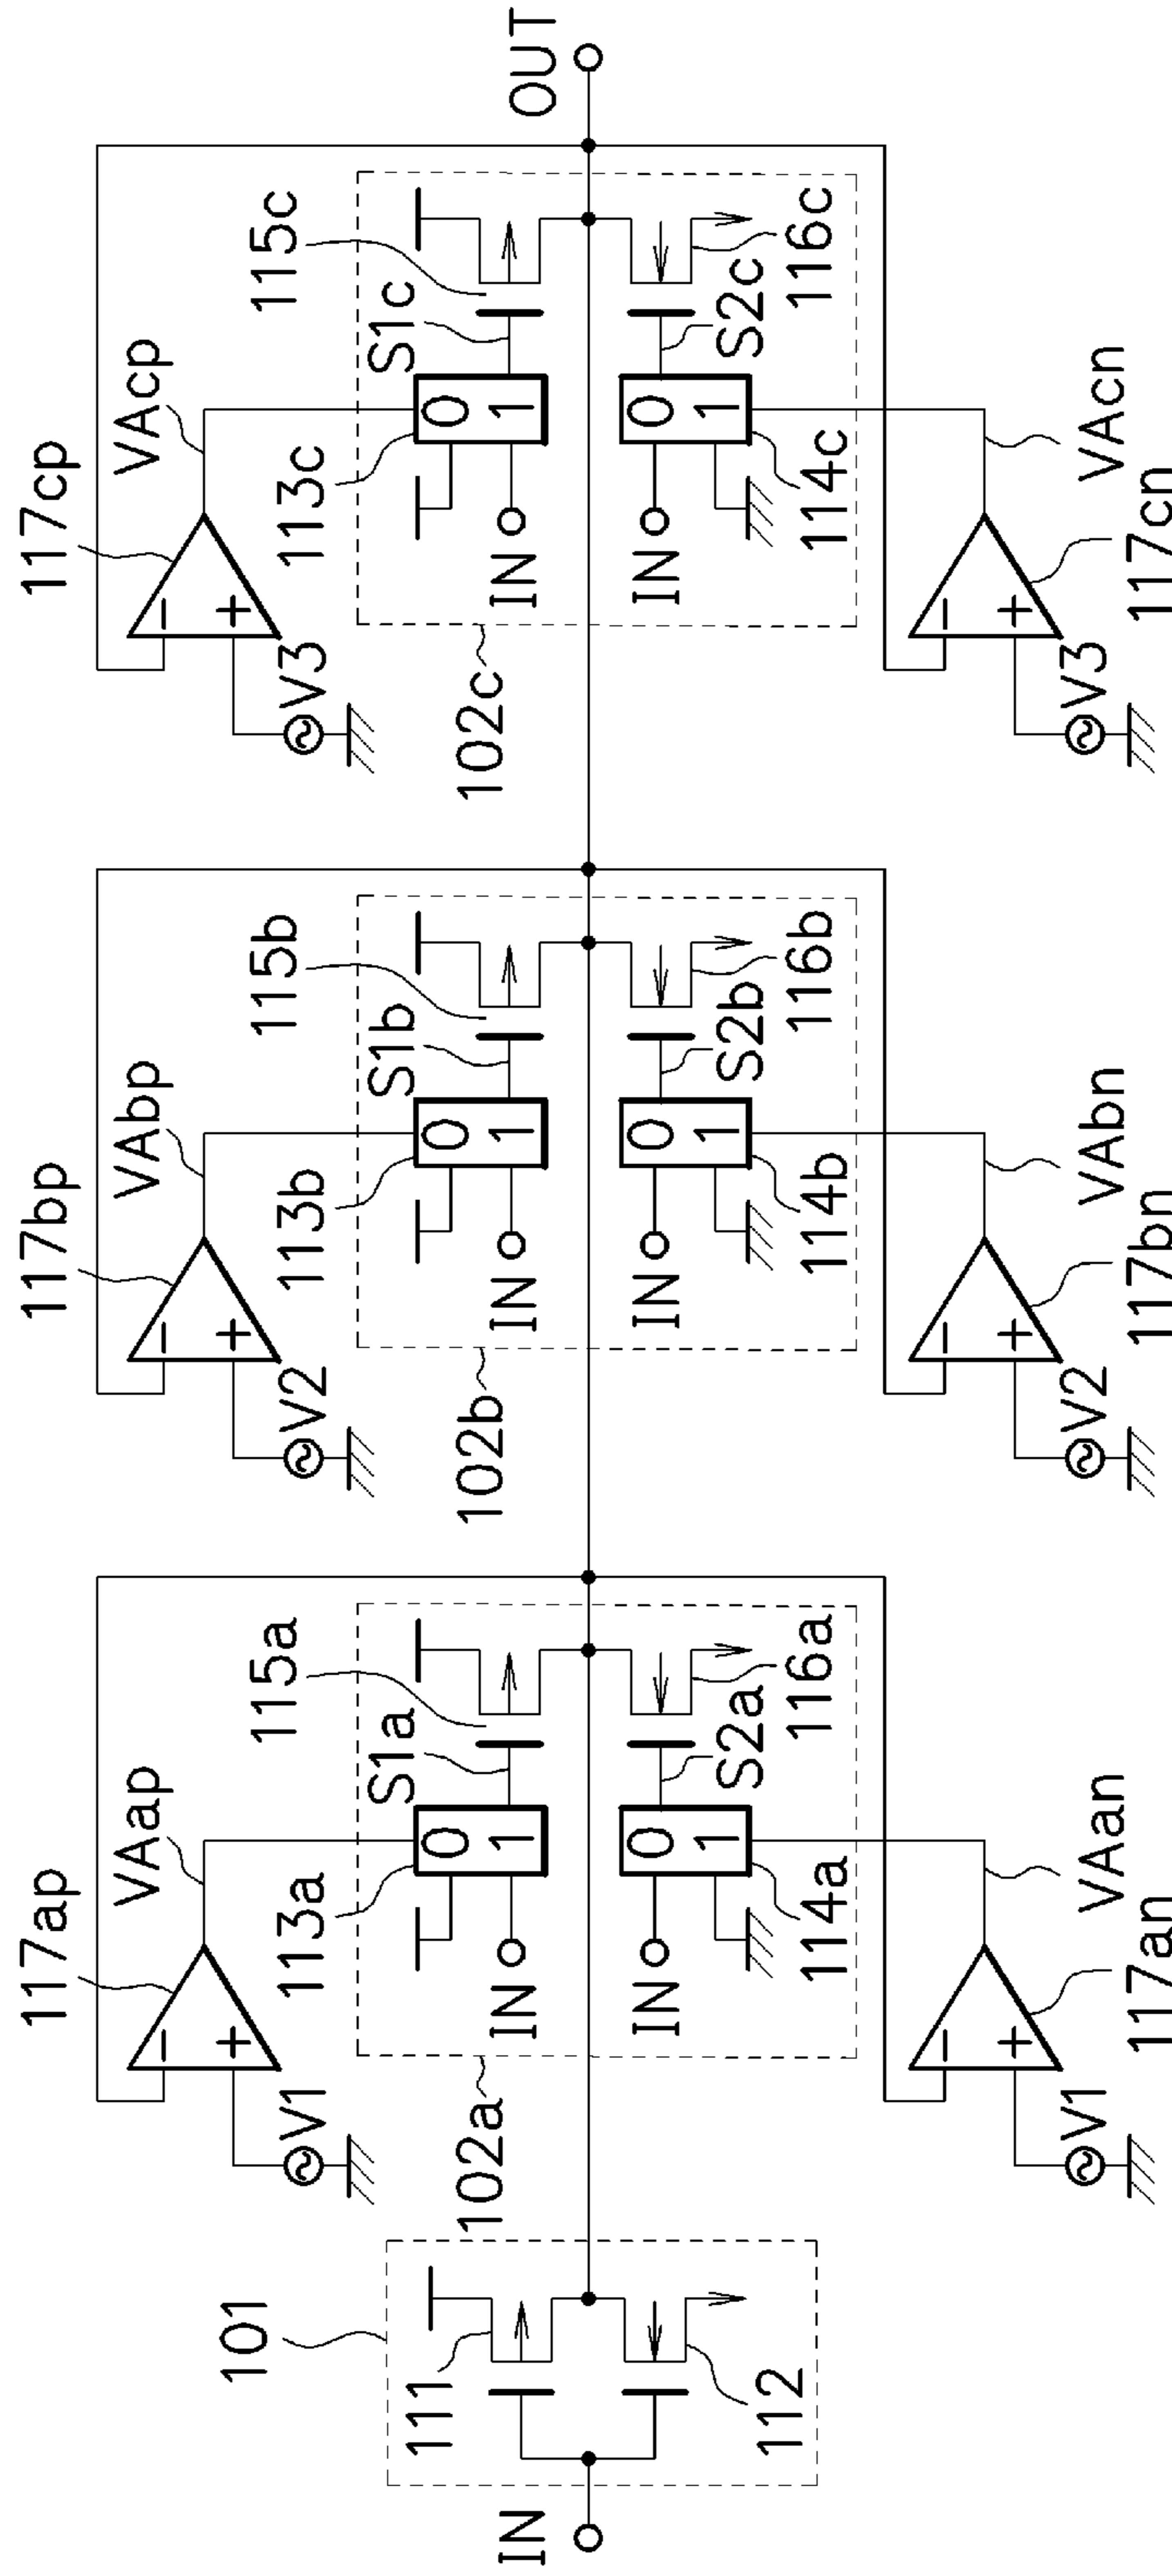 117ap
VAap
117bp
VAbp
117cp
VAcp
V1
V2
V3
101
102a
113a
S1a
115a
102b
113b
S1b
115b
102c
113c
S1c
115c
111
IN
0
1
IN
0
1
IN
0
1
IN
OUT
112
IN
0
1
IN
0
1
IN
0
1
114a
S2a
116a
114b
S2b
116b
114c
S2c
116c
V1
V2
V3
117an
VAan
117bn
VAbn
117cn
VAcn
−
+
−
+
−
+
−
+
−
+
−
+